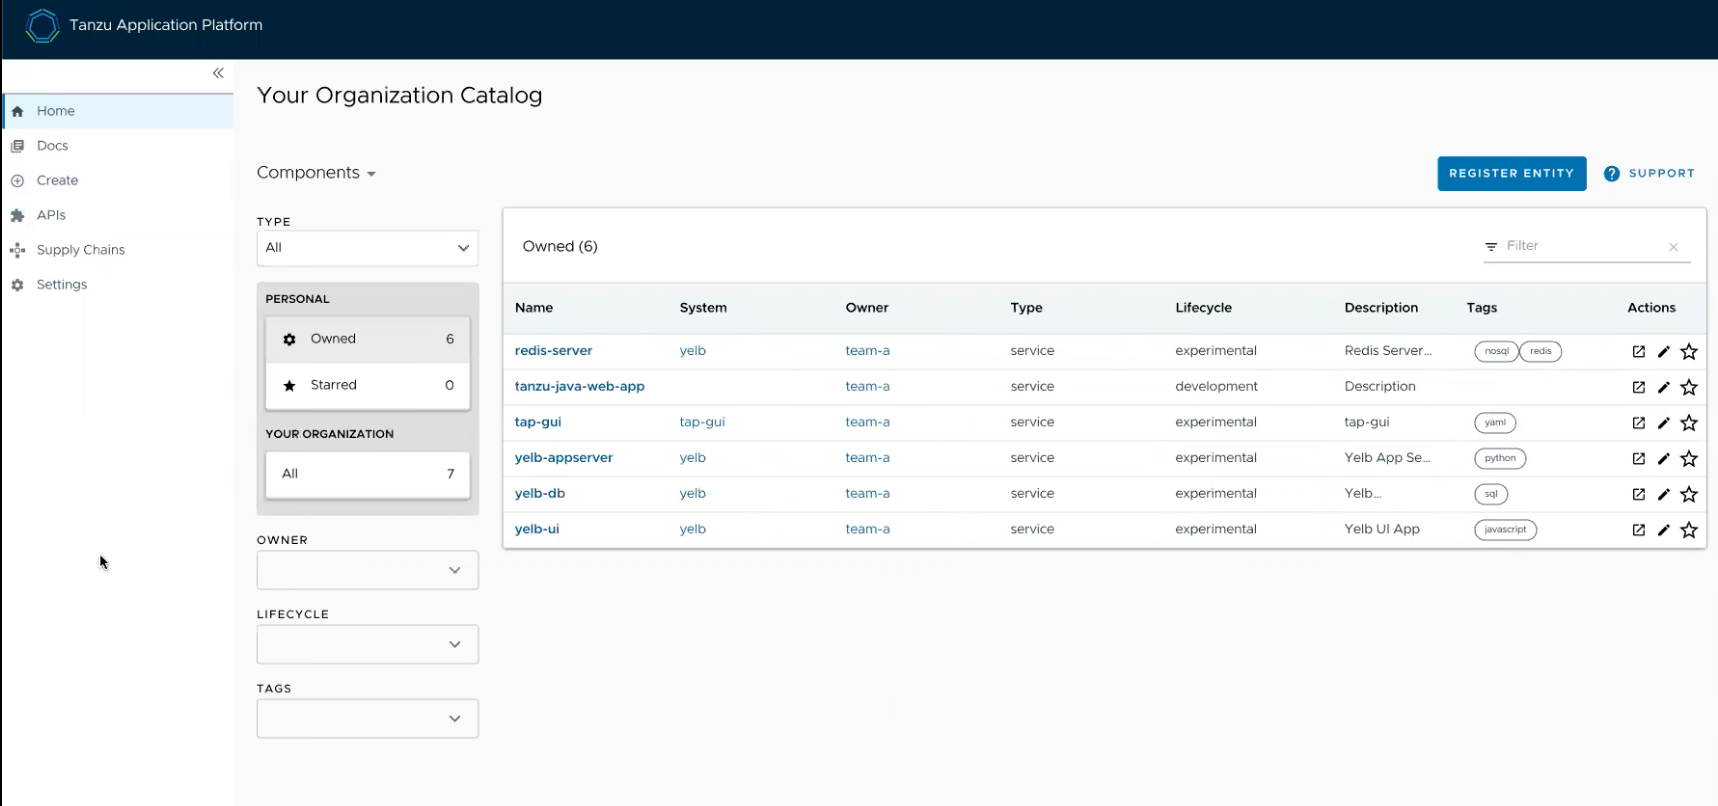 Tanzu Application Platform
Home
Docs
Create
APIs
Supply Chains
Settings
Your Organization Catalog
Components
REGISTER ENTITY
? SUPPORT
TYPE
All
PERSONAL
Owned 6
Starred 0
YOUR ORGANIZATION
All 7
OWNER
LIFECYCLE
TAGS
Owned (6)
Filter
Name System Owner Type Lifecycle Description Tags Actions
redis-server yelb team-a service experimental Redis Server... nosql redis
tanzu-java-web-app team-a service development Description
tap-gui tap-gui team-a service experimental tap-gui yaml
yelb-appserver yelb team-a service experimental Yelb App Se... python
yelb-db yelb team-a service experimental Yelb... sql
yelb-ui yelb team-a service experimental Yelb UI App javascript